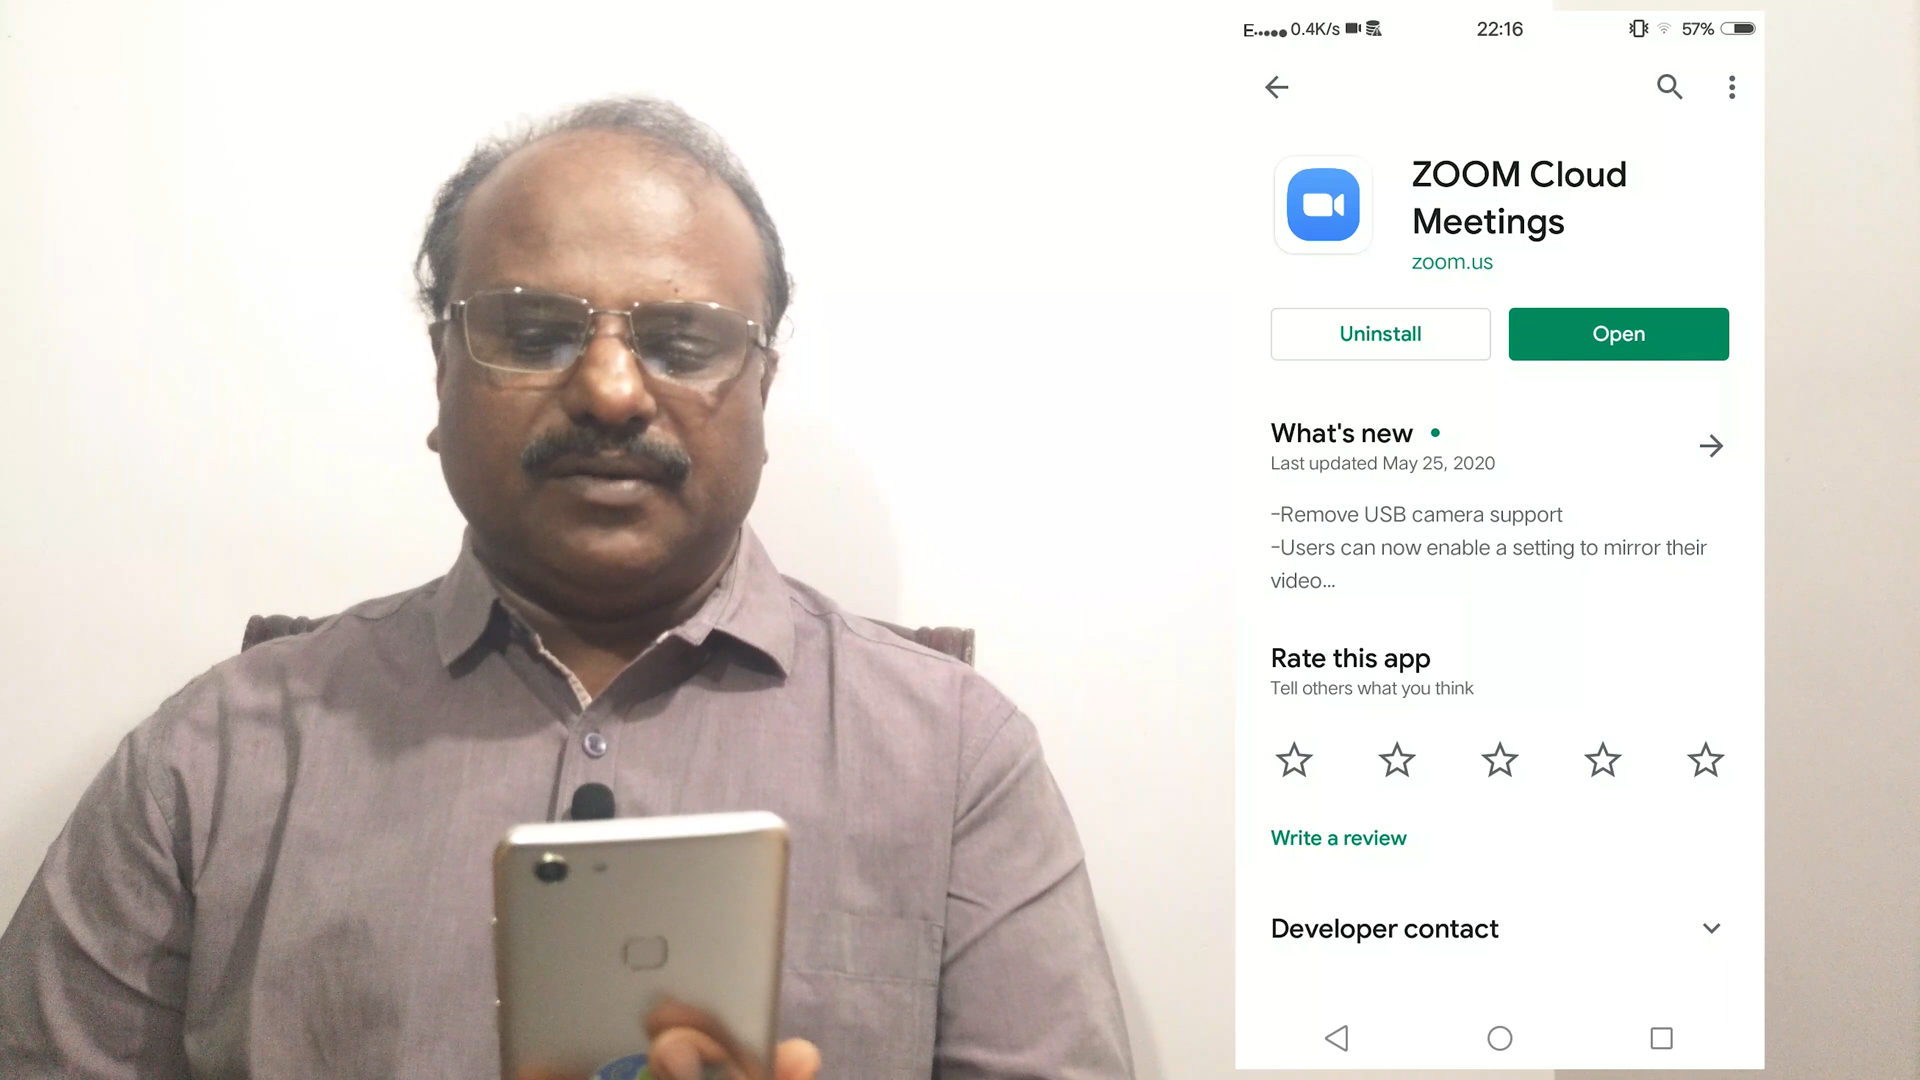 E 0.4K/s 22:16 57%
ZOOM Cloud
Meetings
zoom.us
Uninstall Open
What's new
Last updated May 25, 2020
-Remove USB camera support
-Users can now enable a setting to mirror their
video...
Rate this app
Tell others what you think
Write a review
Developer contact